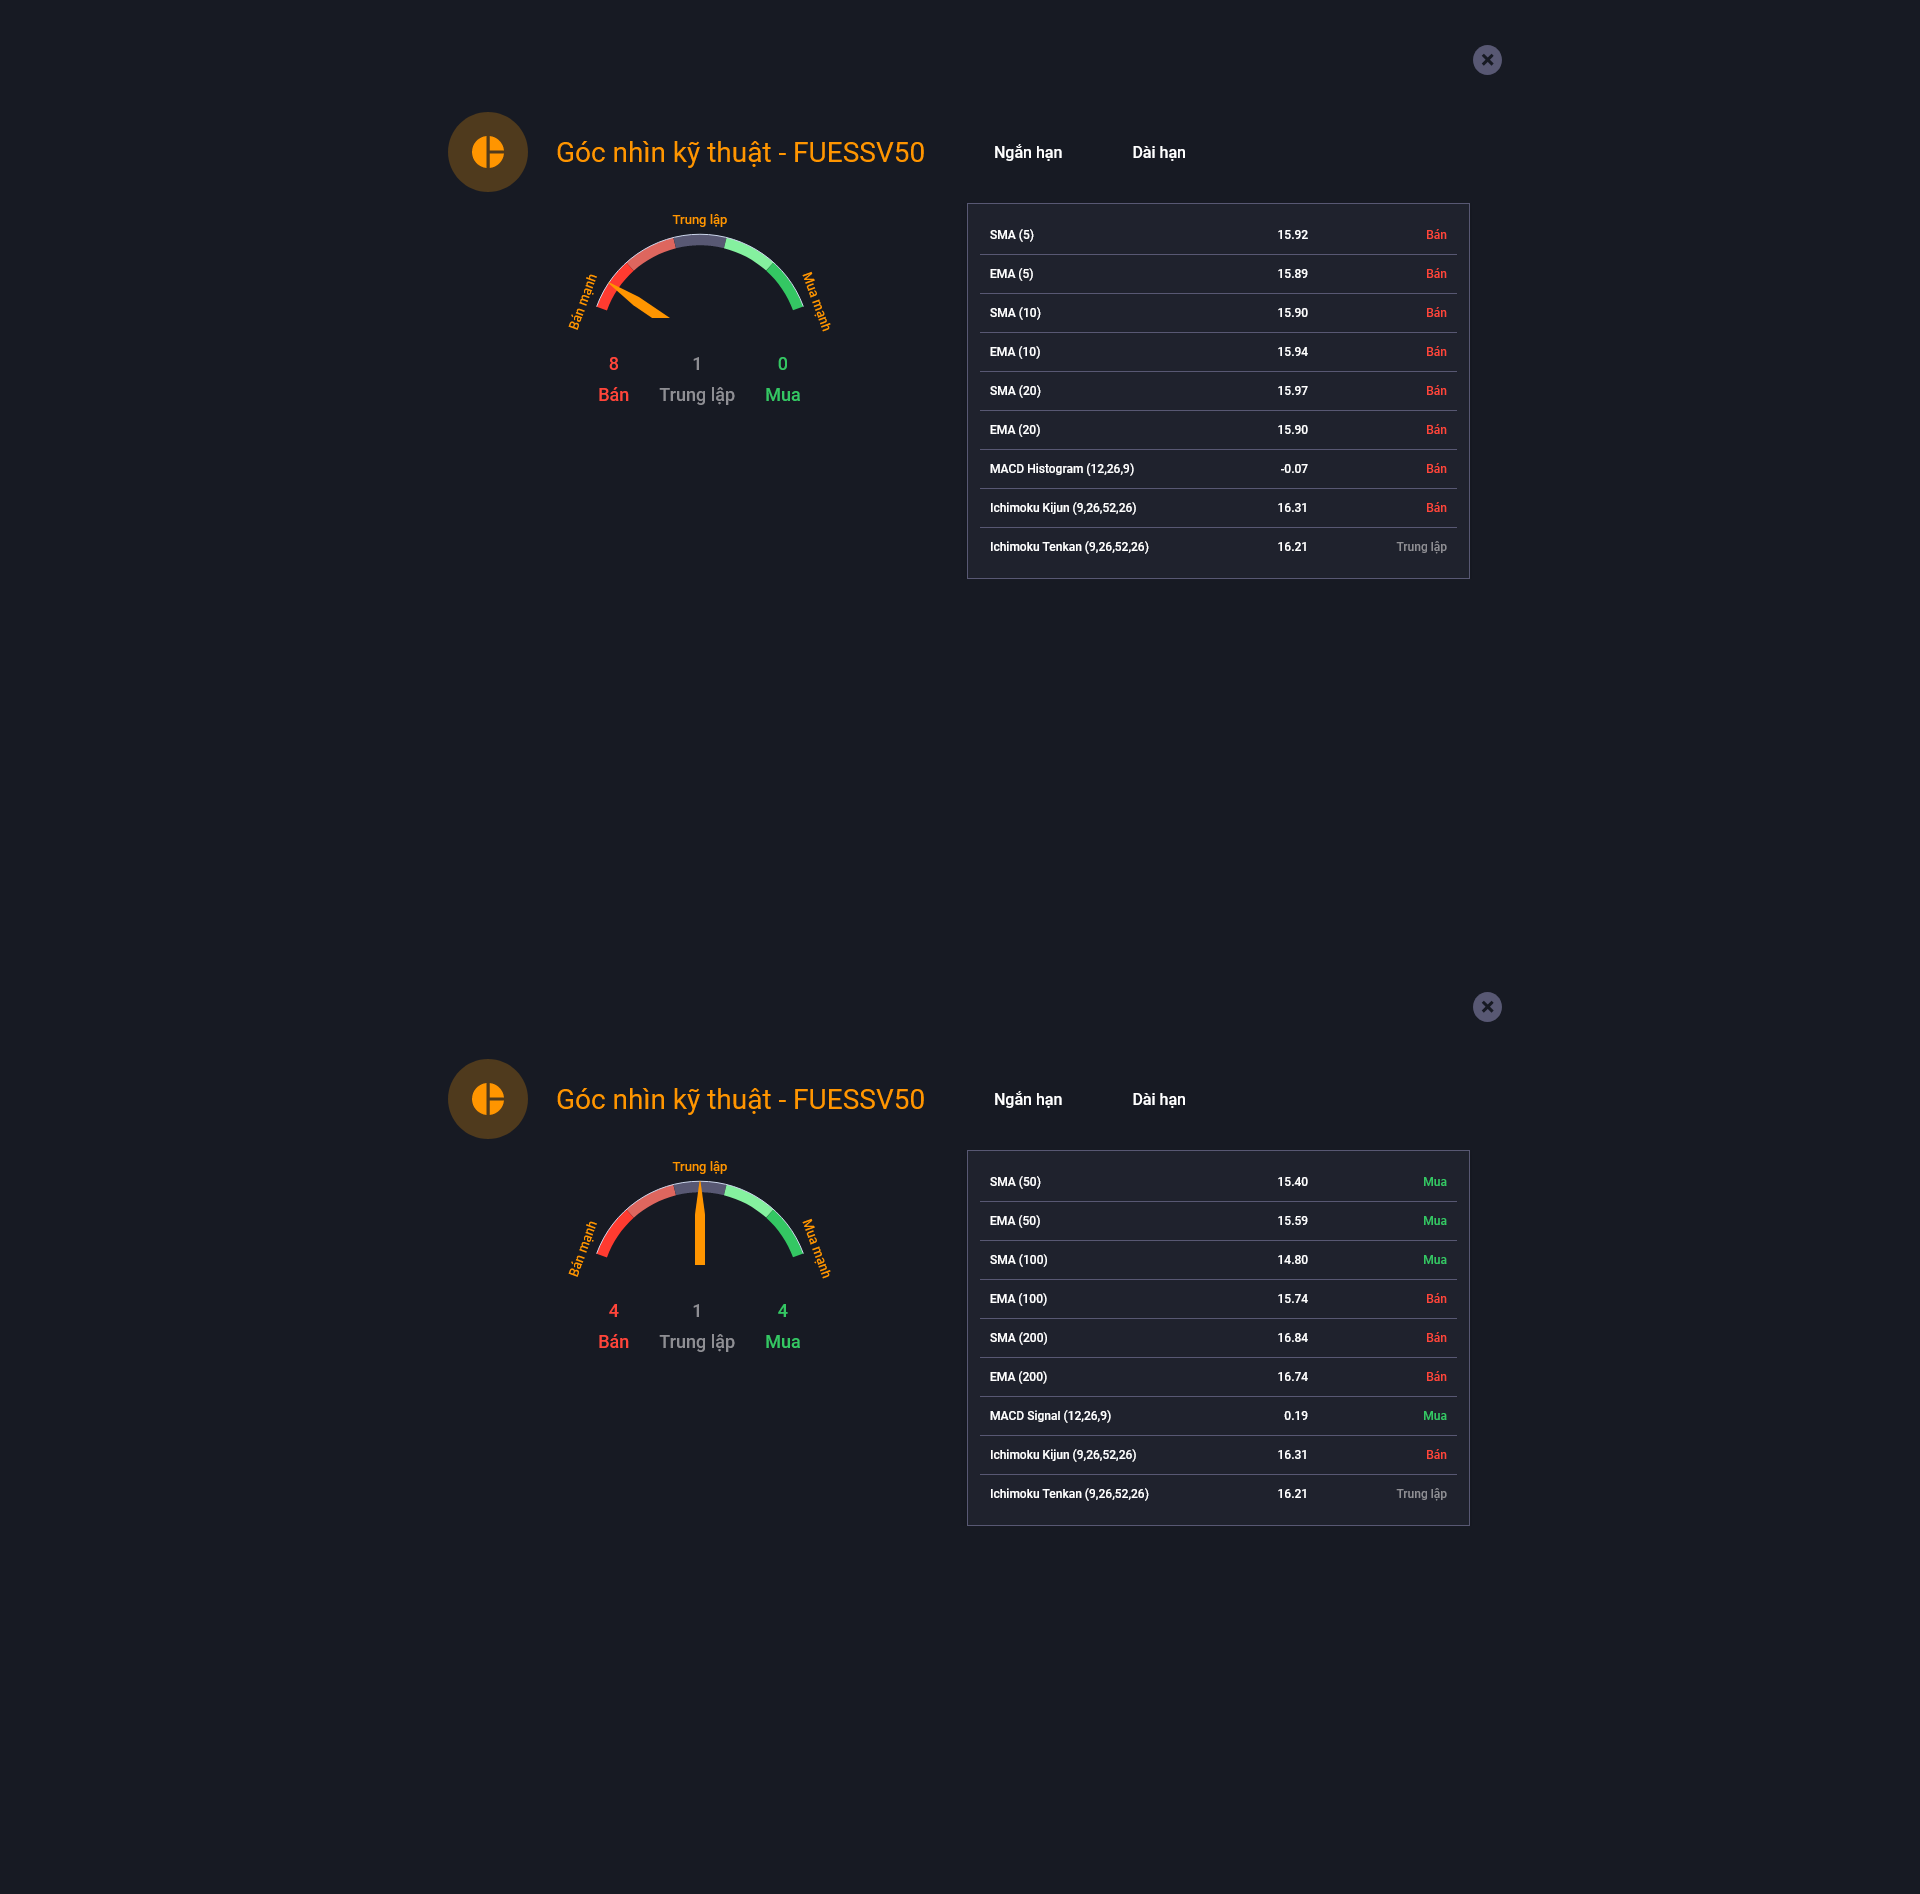 Góc nhìn kỹ thuật - FUESSV50
Ngắn hạn Dài hạn
Trung lập
Bán mạnh
Mua mạnh
8 1 0
Bán Trung lập Mua
SMA (5) 15.92 Bán
EMA (5) 15.89 Bán
SMA (10) 15.90 Bán
EMA (10) 15.94 Bán
SMA (20) 15.97 Bán
EMA (20) 15.90 Bán
MACD Histogram (12,26,9) -0.07 Bán
Ichimoku Kijun (9,26,52,26) 16.31 Bán
Ichimoku Tenkan (9,26,52,26) 16.21 Trung lập
Góc nhìn kỹ thuật - FUESSV50
Ngắn hạn Dài hạn
Trung lập
Bán mạnh
Mua mạnh
4 1 4
Bán Trung lập Mua
SMA (50) 15.40 Mua
EMA (50) 15.59 Mua
SMA (100) 14.80 Mua
EMA (100) 15.74 Bán
SMA (200) 16.84 Bán
EMA (200) 16.74 Bán
MACD Signal (12,26,9) 0.19 Mua
Ichimoku Kijun (9,26,52,26) 16.31 Bán
Ichimoku Tenkan (9,26,52,26) 16.21 Trung lập